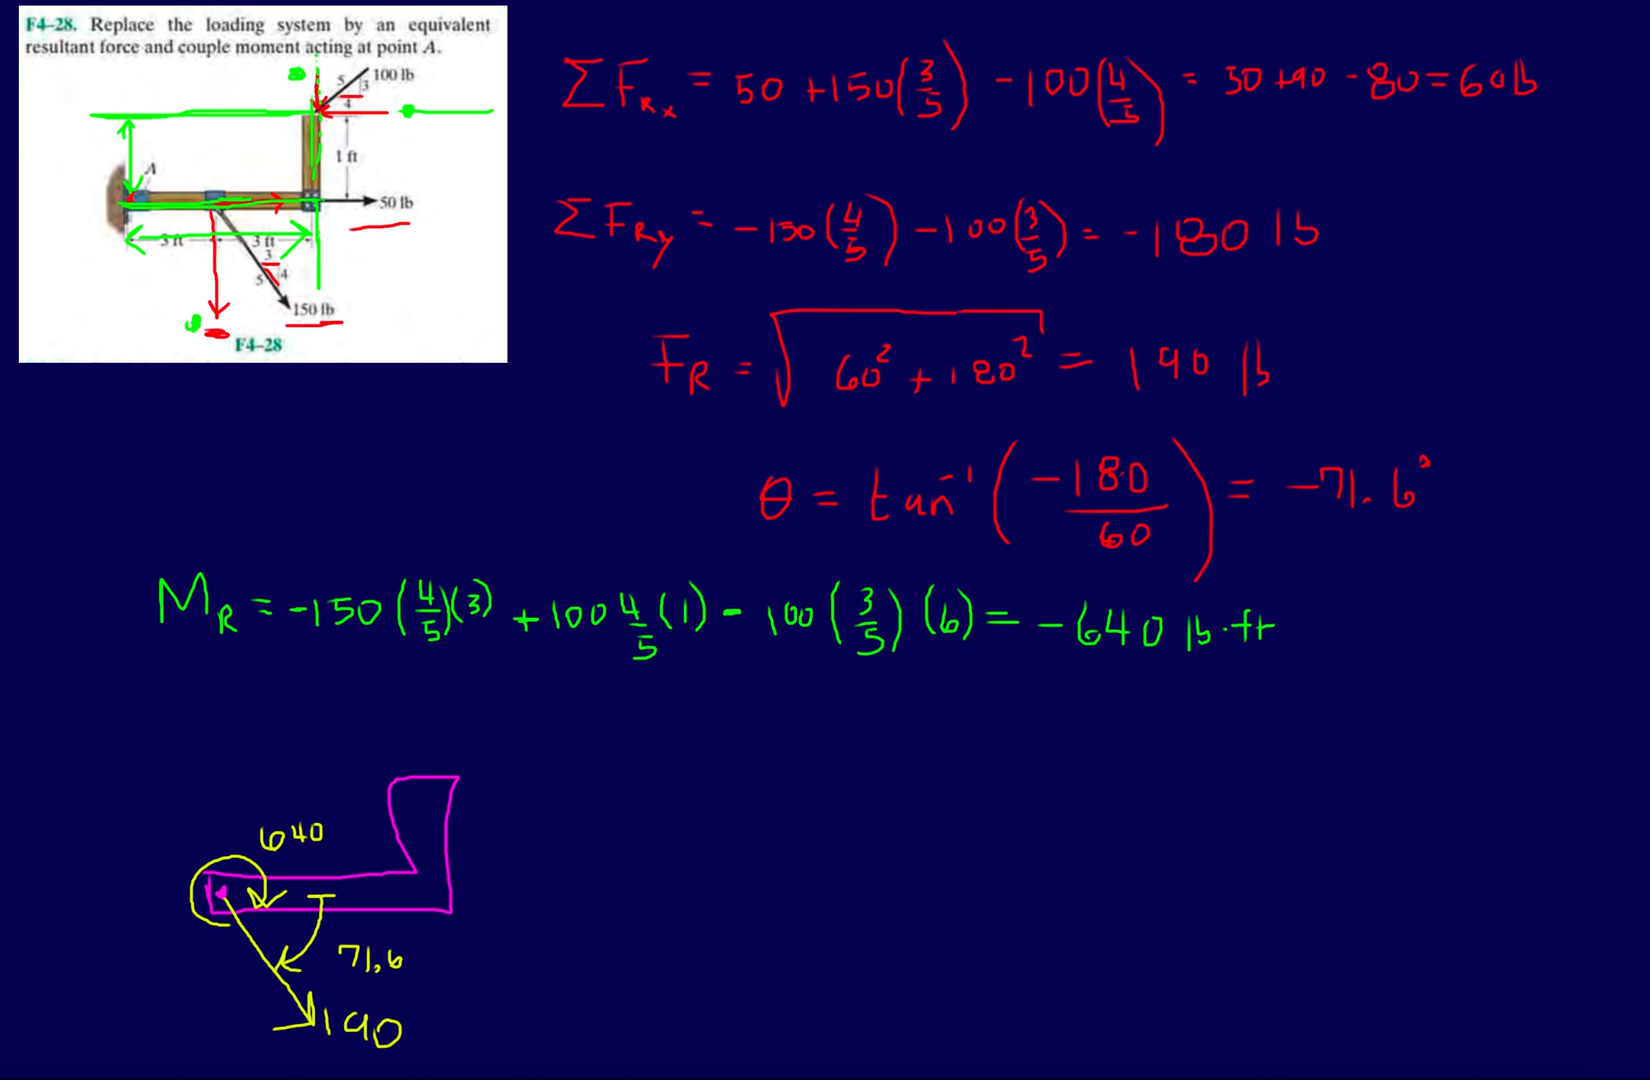 F4–28. Replace the loading system by an equivalent
resultant force and couple moment acting at point A.
5
3
4
100 lb
A
1 ft
50 lb
3 ft
3 ft
3
5
4
150 lb
F4–28
ΣF_Rx = 50 +150(3/5) - 100(4/5) = 30 +90 - 80 = 60 lb
ΣF_Ry = -150(4/5) - 100(3/5) = -180 lb
F_R = √(60² + 180²) = 190 lb
θ = tan⁻¹(-180/60) = -71.6°
M_R = -150(4/5)(3) + 100 4/5 (1) - 100(3/5)(6) = -640 lb·ft
640
71,6
190